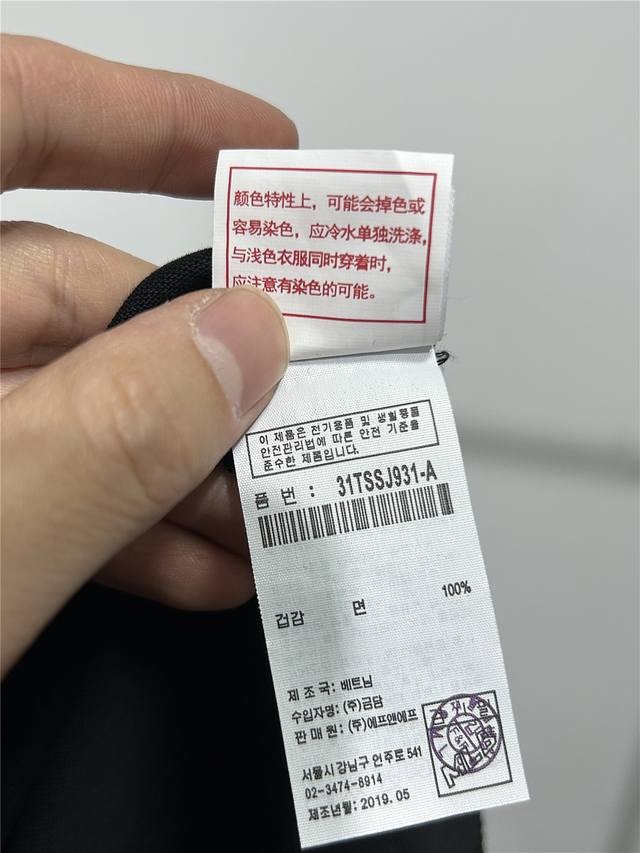 颜色特性上，可能会掉色或
容易染色，应冷水单独洗涤，
与浅色衣服同时穿着时，
应注意有染色的可能。
이 제품은 전기용품 및 생활용품
안전관리법에 따른 안전 기준을
준수한 제품입니다.
품 번 : 31TSSJ931-A
겉감 면 100%
제 조 국: 베트남
수입자명: (주)금담
판 매 원: (주)에프앤에프
서울시 강남구 언주로 541
02-3474-6914
제조년월: 2019. 05